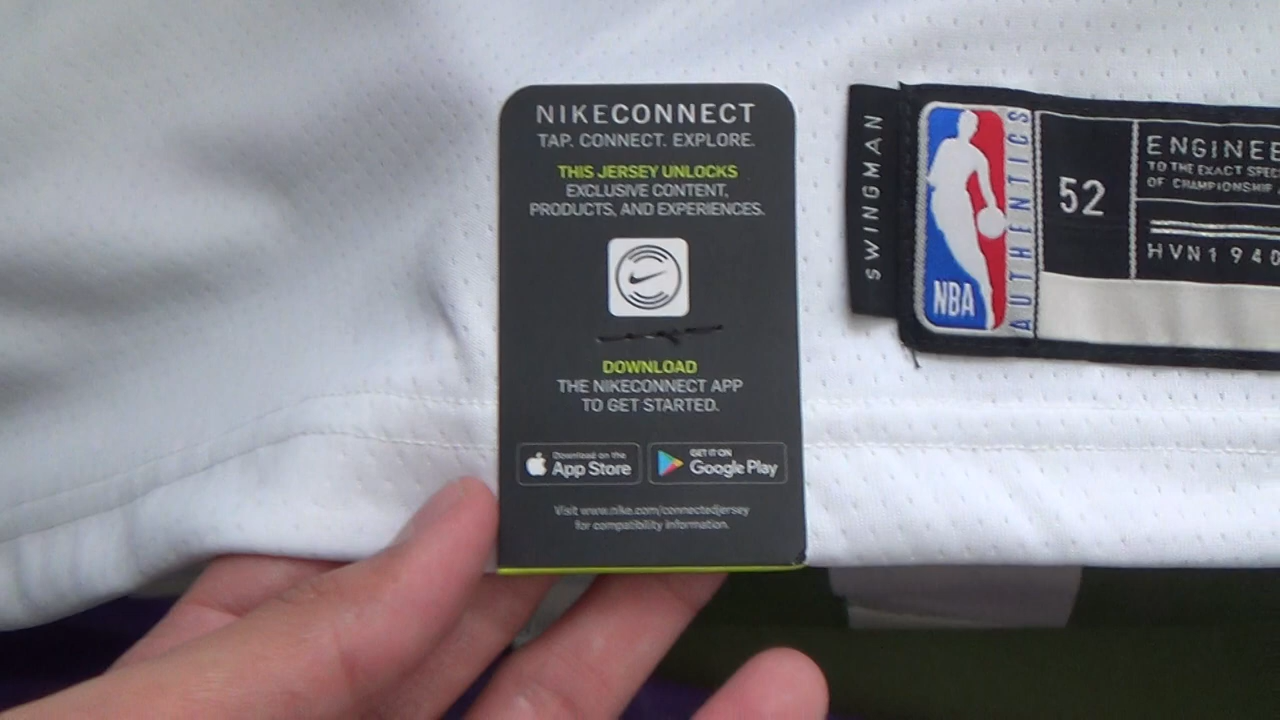 NIKECONNECT
TAP. CONNECT. EXPLORE.
THIS JERSEY UNLOCKS
EXCLUSIVE CONTENT,
PRODUCTS, AND EXPERIENCES.
DOWNLOAD
THE NIKECONNECT APP
TO GET STARTED.
Download on the
App Store
GET IT ON
Google Play
Visit www.nike.com/connectedjersey
for compatibility information.
SWINGMAN
NBA
AUTHENTICS
52
ENGINEE
TO THE EXACT SPEC
OF CHAMPIONSHIP
HVN1940